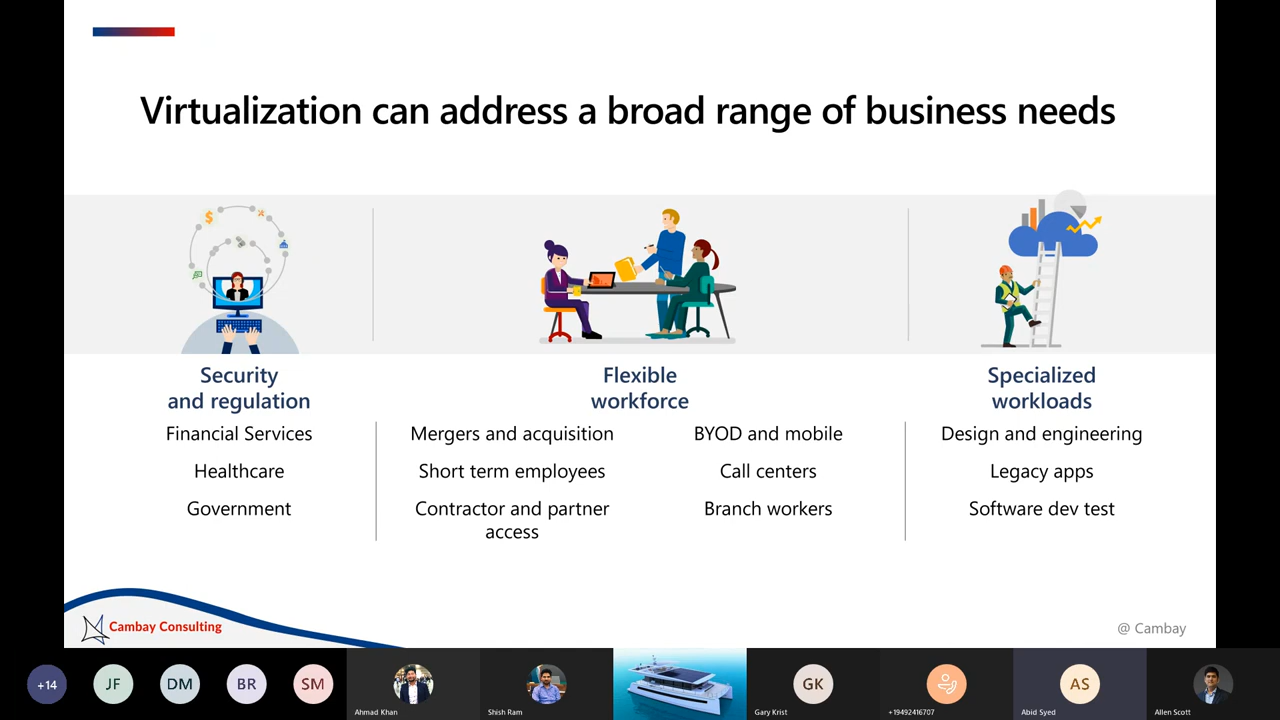 Virtualization can address a broad range of business needs
Security
and regulation
Financial Services
Healthcare
Government
Flexible
workforce
Mergers and acquisition
Short term employees
Contractor and partner
access
BYOD and mobile
Call centers
Branch workers
Specialized
workloads
Design and engineering
Legacy apps
Software dev test
Cambay Consulting
@ Cambay
+14
JF
DM
BR
SM
Ahmad Khan
Shish Ram
GK
Gary Krist
+19492416707
AS
Abid Syed
Allen Scott